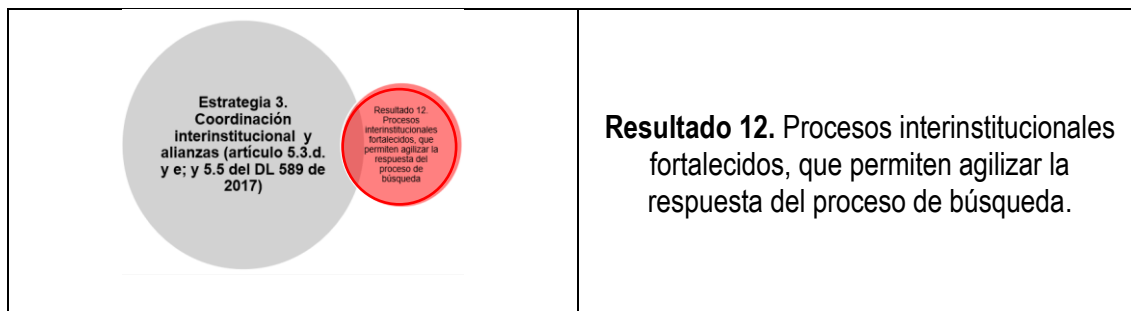 Estrategia 3.
Coordinación
interinstitucional y
alianzas (artículo 5.3.d.
y e; y 5.5 del DL 589 de
2017)
Resultado 12.
Procesos
interinstitucionales
fortalecidos, que
permiten agilizar la
respuesta del
proceso de
búsqueda
Resultado 12. Procesos interinstitucionales
fortalecidos, que permiten agilizar la
respuesta del proceso de búsqueda.